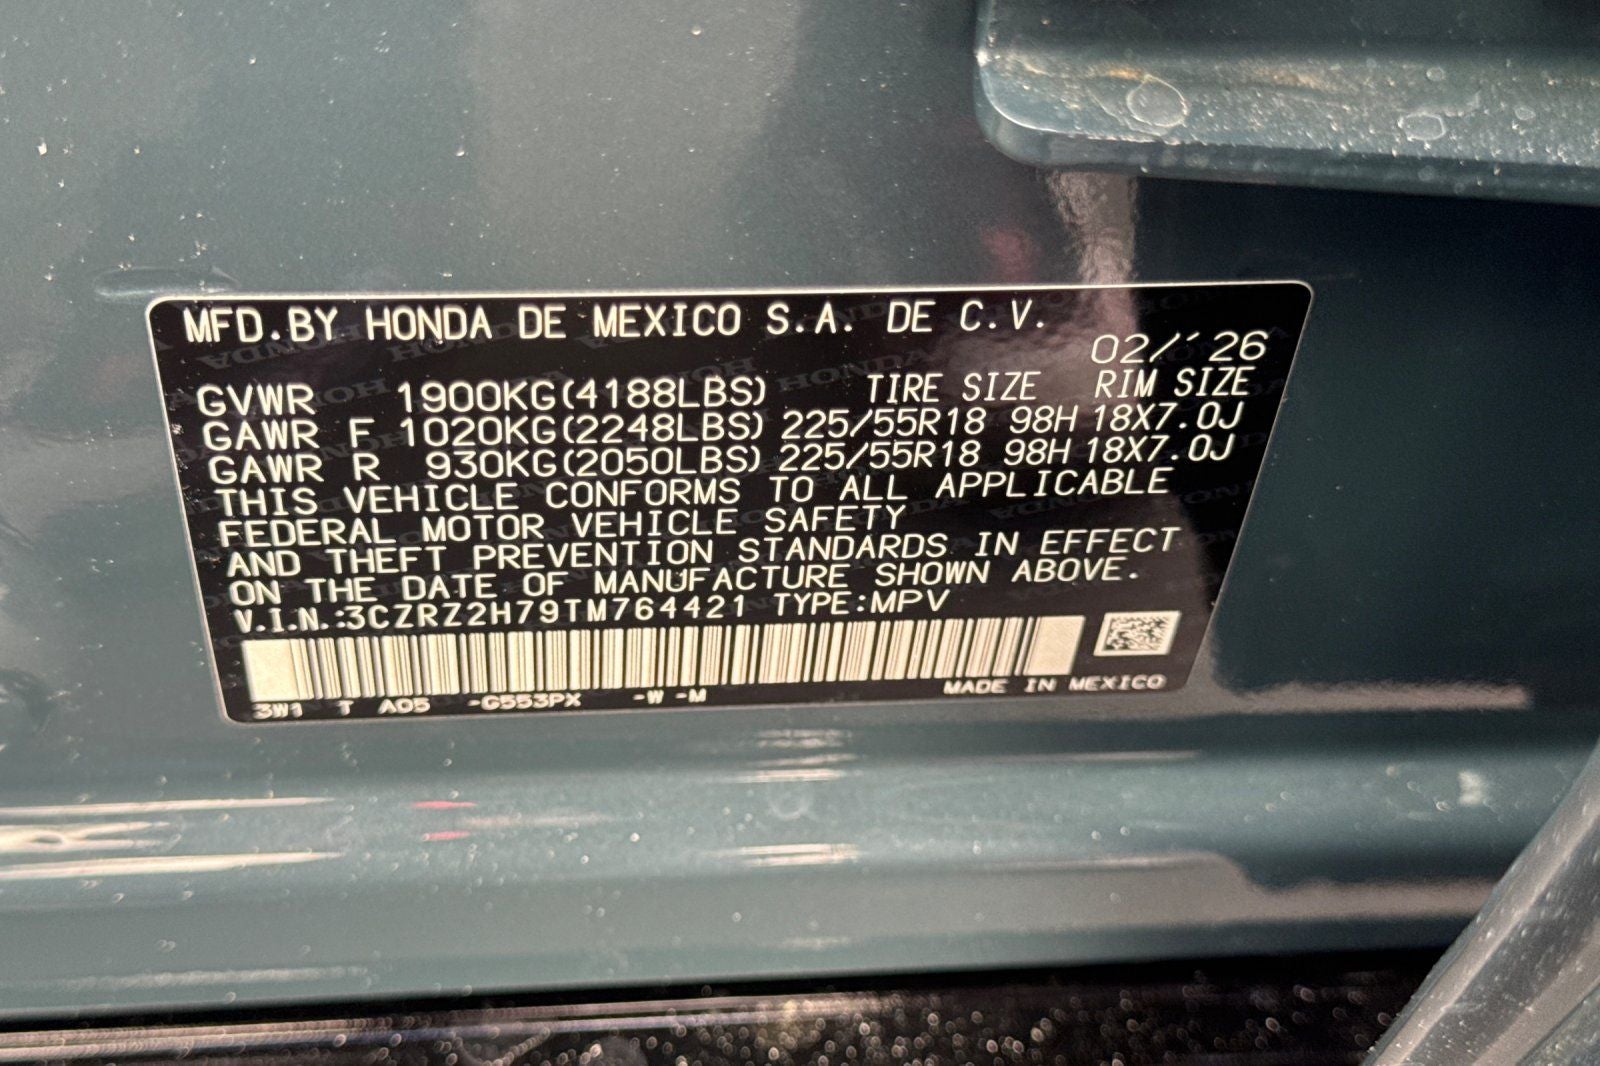 MFD.BY HONDA DE MEXICO S.A. DE C.V.
02/'26
GVWR 1900KG(4188LBS) TIRE SIZE RIM SIZE
GAWR F 1020KG(2248LBS) 225/55R18 98H 18X7.0J
GAWR R 930KG(2050LBS) 225/55R18 98H 18X7.0J
THIS VEHICLE CONFORMS TO ALL APPLICABLE
FEDERAL MOTOR VEHICLE SAFETY
AND THEFT PREVENTION STANDARDS IN EFFECT
ON THE DATE OF MANUFACTURE SHOWN ABOVE.
V.I.N.:3CZRZ2H79TM764421 TYPE:MPV
3W1 T A05 -G553PX -W -M MADE IN MEXICO